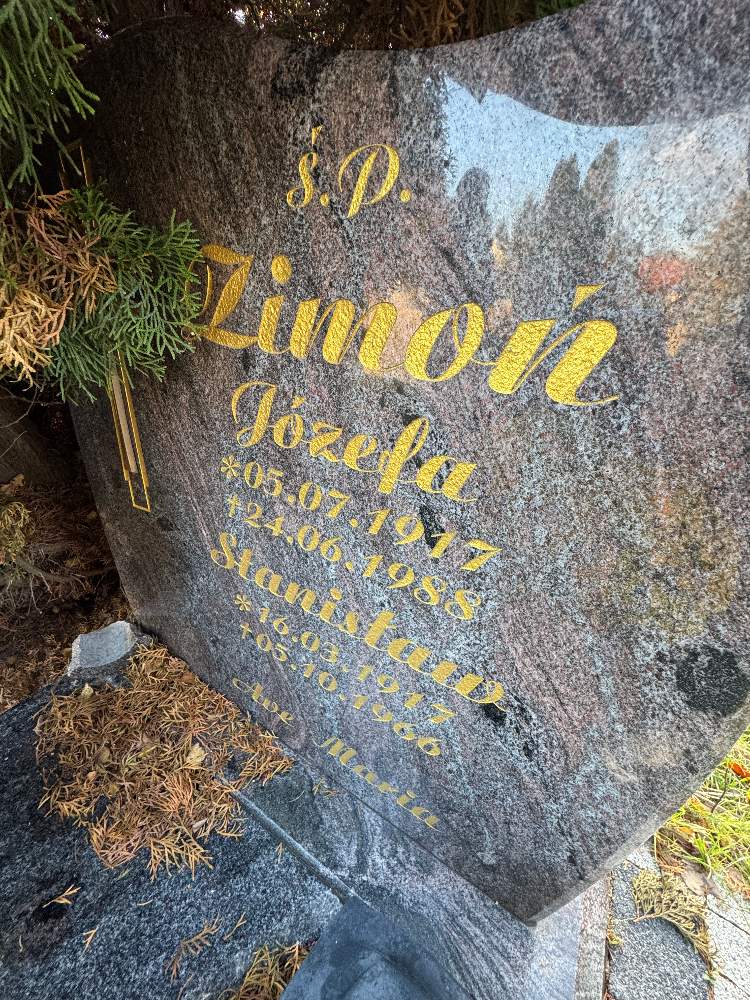 Ś.P.
Zimoń
Józefa
*05.07.1917
†24.06.1988
Stanisław
*16.03.1917
†05.10.1966
Ave Maria